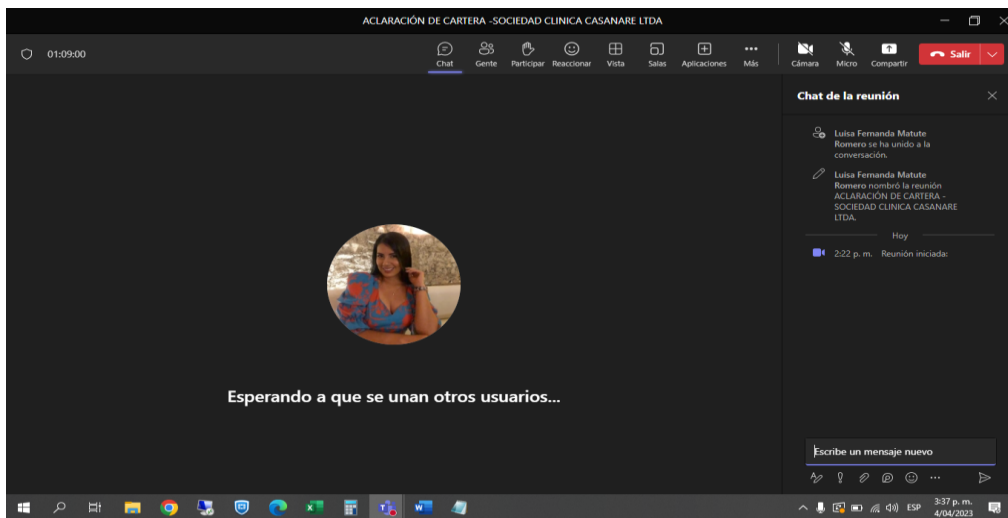 ACLARACIÓN DE CARTERA -SOCIEDAD CLINICA CASANARE LTDA
01:09:00
Chat
Gente
Participar
Reaccionar
Vista
Salas
Aplicaciones
Más
Cámara
Micro
Compartir
Salir
Chat de la reunión
Luisa Fernanda Matute
Romero se ha unido a la
conversación.
Luisa Fernanda Matute
Romero nombró la reunión
ACLARACIÓN DE CARTERA -
SOCIEDAD CLINICA CASANARE
LTDA.
Hoy
2:22 p. m. Reunión iniciada:
Esperando a que se unan otros usuarios...
Escribe un mensaje nuevo
ESP
3:37 p. m.
4/04/2023